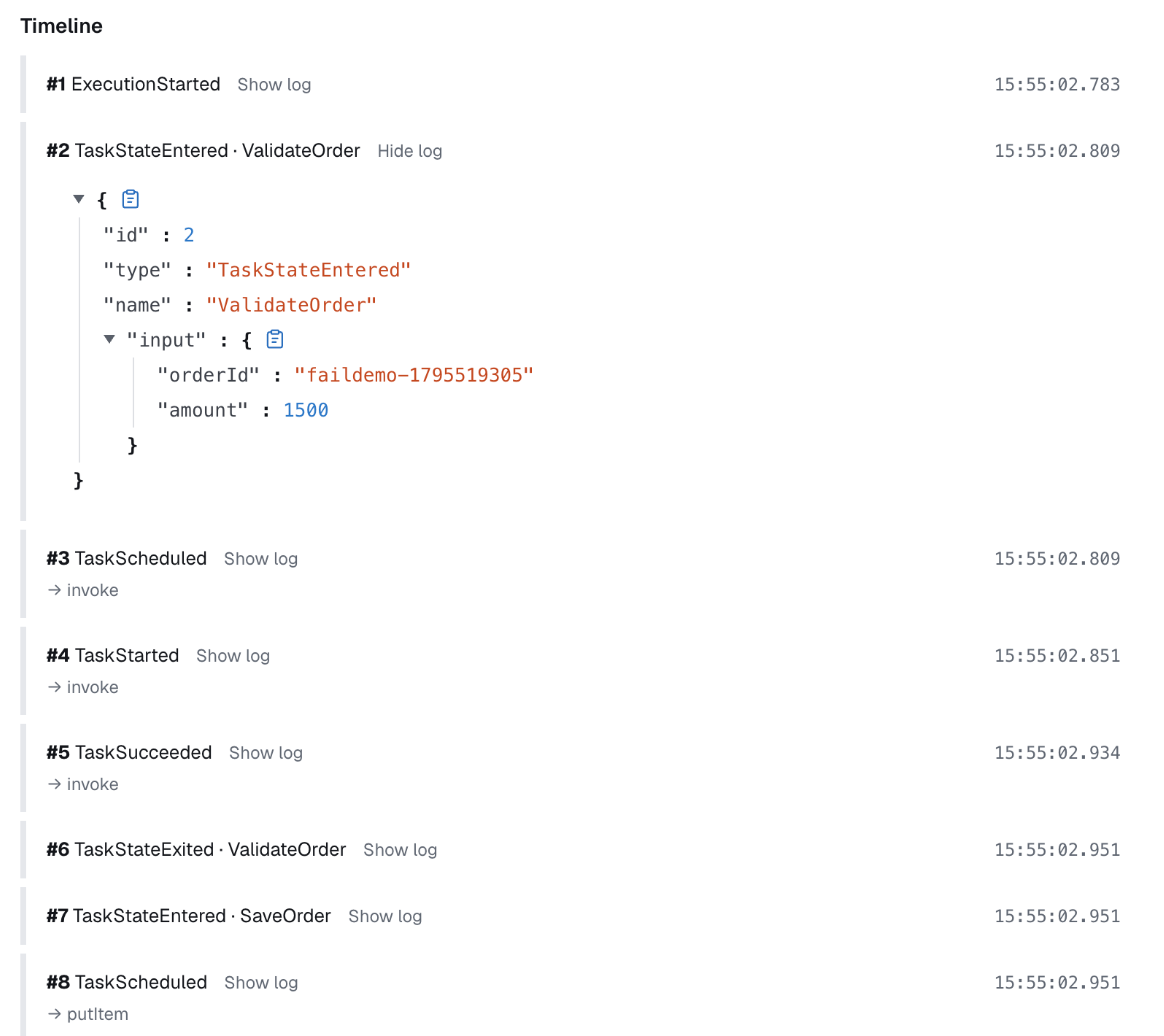 Timeline
#1 ExecutionStarted Show log 15:55:02.783
#2 TaskStateEntered · ValidateOrder Hide log 15:55:02.809
{
"id" : 2
"type" : "TaskStateEntered"
"name" : "ValidateOrder"
"input" : {
"orderId" : "faildemo-1795519305"
"amount" : 1500
}
}
#3 TaskScheduled Show log 15:55:02.809
→ invoke
#4 TaskStarted Show log 15:55:02.851
→ invoke
#5 TaskSucceeded Show log 15:55:02.934
→ invoke
#6 TaskStateExited · ValidateOrder Show log 15:55:02.951
#7 TaskStateEntered · SaveOrder Show log 15:55:02.951
#8 TaskScheduled Show log 15:55:02.951
→ putItem